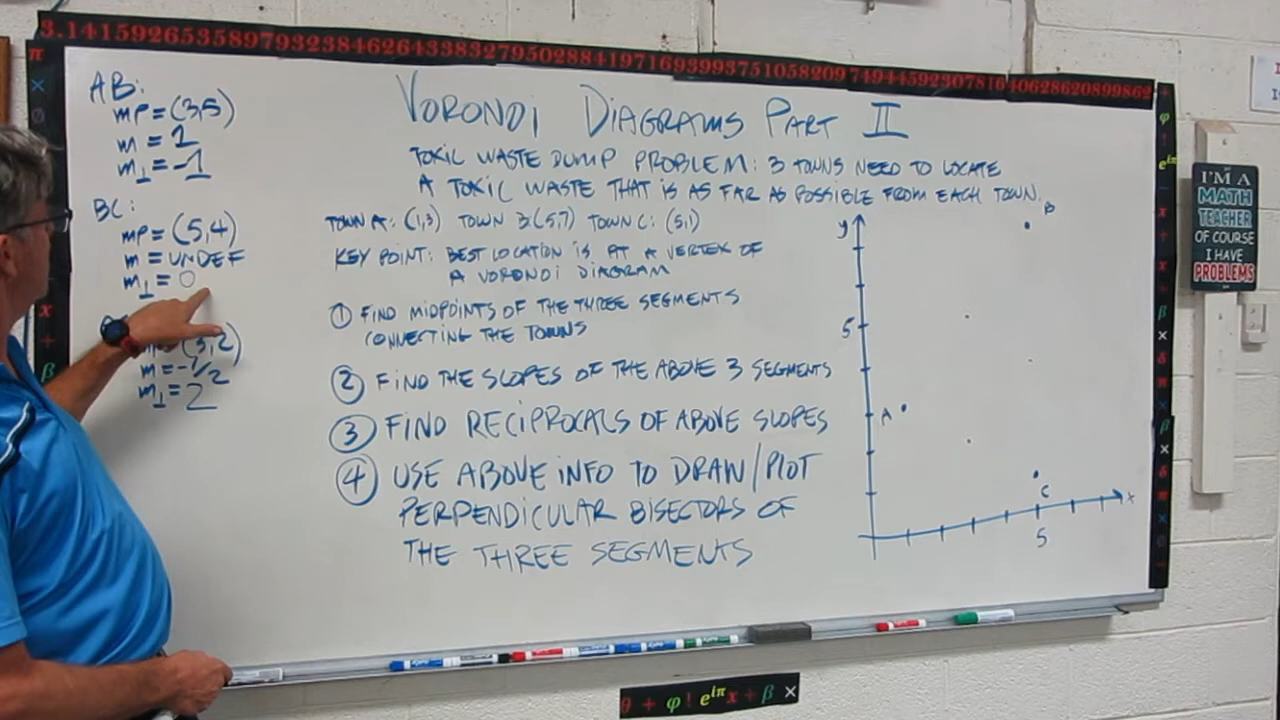 3.14159265358979323846264338327950288419716939937510582097494459230781640628620899862
AB:
MP = (3,5)
m = 1
m⊥ = -1
BC:
MP = (5,4)
m = UNDEF
m⊥ = 0
(3,2)
m = -1/2
m⊥ = 2
VORONOI DIAGRAMS PART II
TOXIC WASTE DUMP PROBLEM: 3 TOWNS NEED TO LOCATE
A TOXIC WASTE THAT IS AS FAR AS POSSIBLE FROM EACH TOWN.
TOWN A: (1,3) TOWN B: (5,7) TOWN C: (5,1)
KEY POINT: BEST LOCATION IS AT A VERTEX OF
A VORONOI DIAGRAM
① FIND MIDPOINTS OF THE THREE SEGMENTS
CONNECTING THE TOWNS
② FIND THE SLOPES OF THE ABOVE 3 SEGMENTS
③ FIND RECIPROCALS OF ABOVE SLOPES
④ USE ABOVE INFO TO DRAW/PLOT
PERPENDICULAR BISECTORS OF
THE THREE SEGMENTS
y
B
5
A
C
x
5
I'M A
MATH
TEACHER
OF COURSE
I HAVE
PROBLEMS
θ + φ ! e^iπ x + β ×